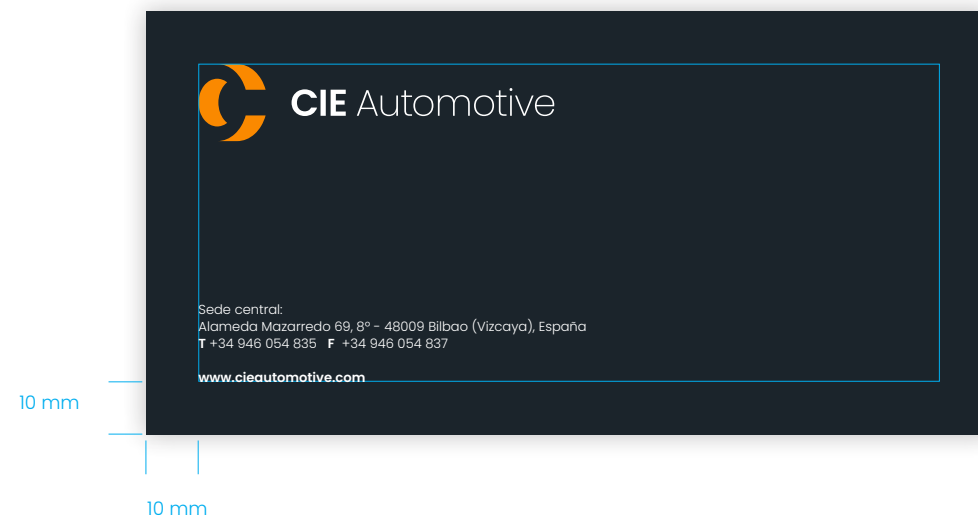 CIE Automotive
Sede central:
Alameda Mazarredo 69, 8º - 48009 Bilbao (Vizcaya), España
T +34 946 054 835 F +34 946 054 837
www.cieautomotive.com
10 mm
10 mm